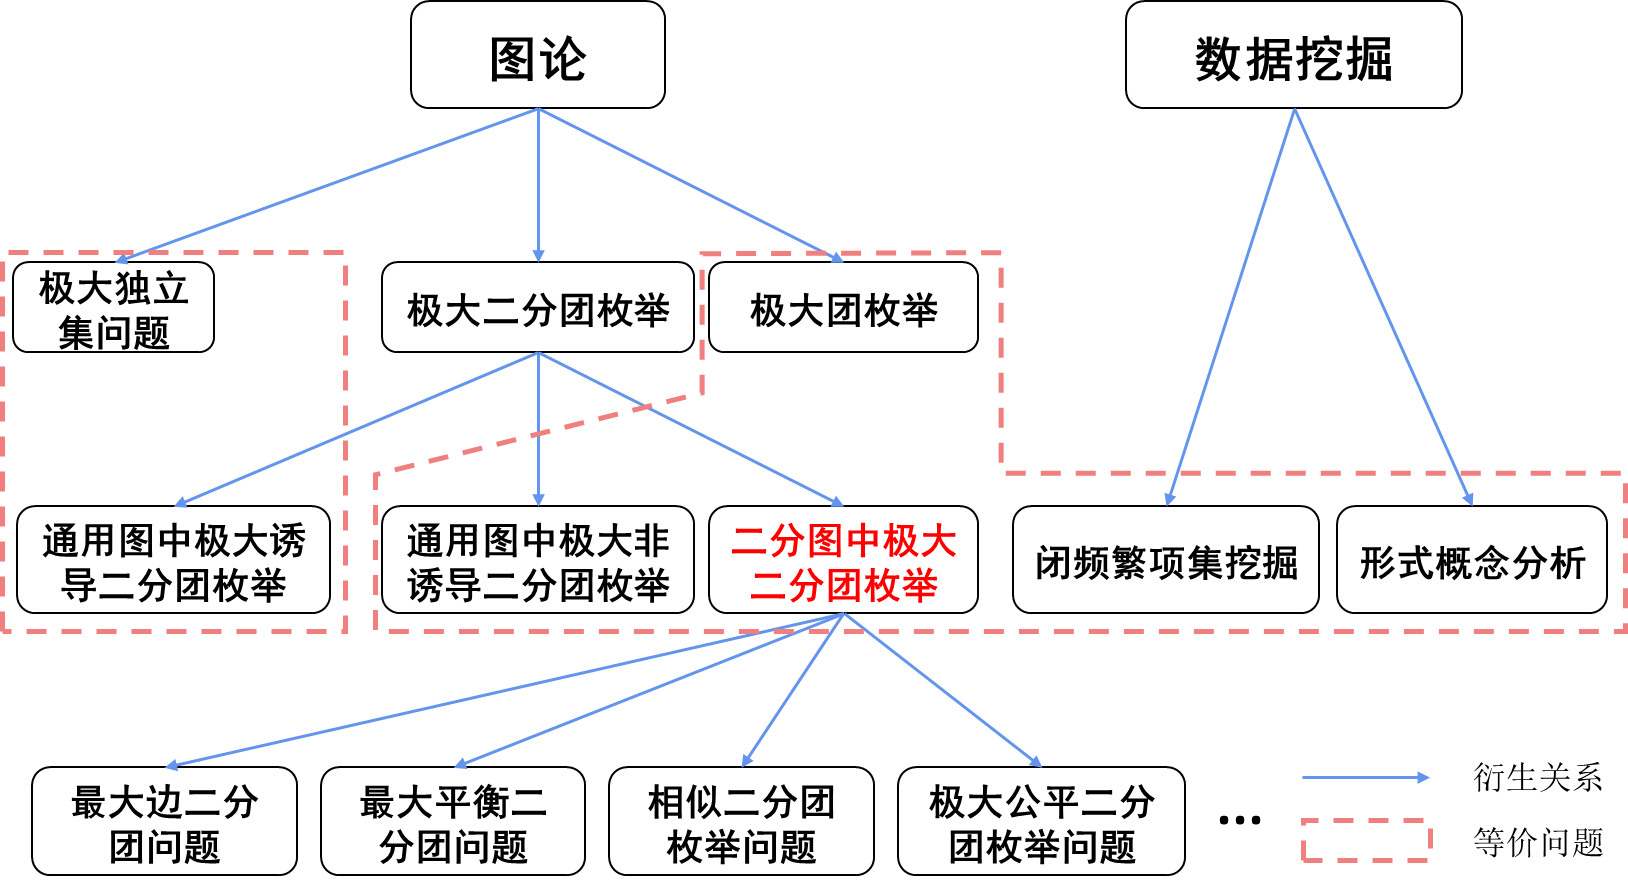 图论
数据挖掘
极大独立
集问题
极大二分团枚举
极大团枚举
通用图中极大诱
导二分团枚举
通用图中极大非
诱导二分团枚举
二分图中极大
二分团枚举
闭频繁项集挖掘
形式概念分析
最大边二分
团问题
最大平衡二
分团问题
相似二分团
枚举问题
极大公平二分
团枚举问题
...
衍生关系
等价问题